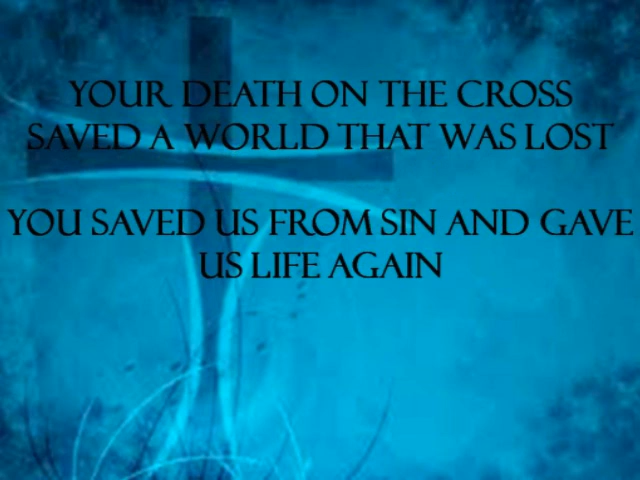 YOUR DEATH ON THE CROSS
SAVED A WORLD THAT WAS LOST
YOU SAVED US FROM SIN AND GAVE
US LIFE AGAIN